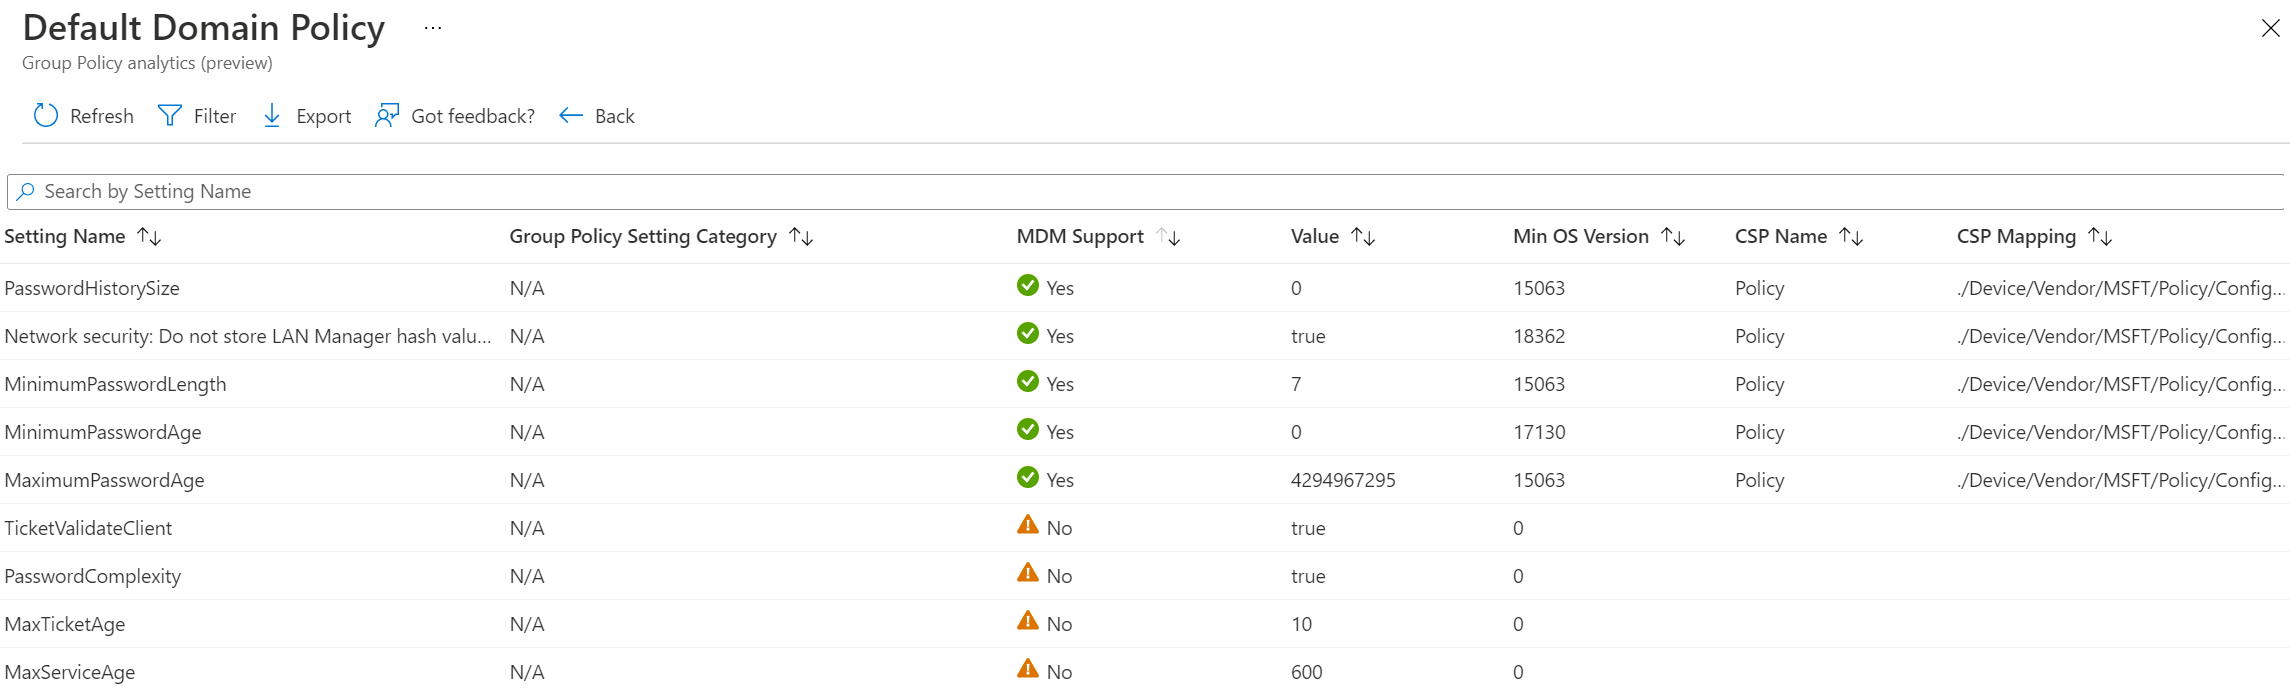 Default Domain Policy ...
Group Policy analytics (preview)
Refresh Filter Export Got feedback? Back
Search by Setting Name
Setting Name Group Policy Setting Category MDM Support Value Min OS Version CSP Name CSP Mapping
PasswordHistorySize N/A Yes 0 15063 Policy ./Device/Vendor/MSFT/Policy/Config...
Network security: Do not store LAN Manager hash valu... N/A Yes true 18362 Policy ./Device/Vendor/MSFT/Policy/Config...
MinimumPasswordLength N/A Yes 7 15063 Policy ./Device/Vendor/MSFT/Policy/Config...
MinimumPasswordAge N/A Yes 0 17130 Policy ./Device/Vendor/MSFT/Policy/Config...
MaximumPasswordAge N/A Yes 4294967295 15063 Policy ./Device/Vendor/MSFT/Policy/Config...
TicketValidateClient N/A No true 0
PasswordComplexity N/A No true 0
MaxTicketAge N/A No 10 0
MaxServiceAge N/A No 600 0